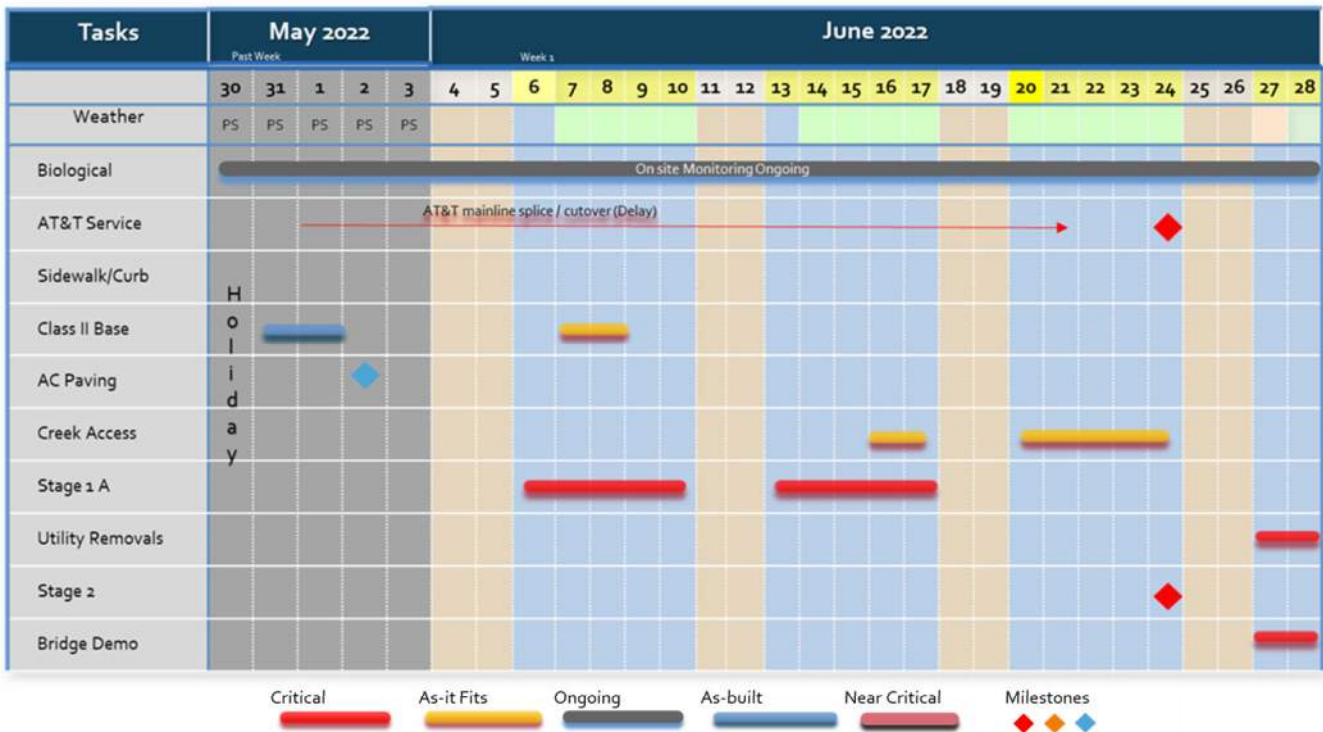 Tasks May 2022 June 2022
Past Week Week 1
30 31 1 2 3 4 5 6 7 8 9 10 11 12 13 14 15 16 17 18 19 20 21 22 23 24 25 26 27 28
Weather PS PS PS PS PS
Biological On site Monitoring Ongoing
AT&T Service AT&T mainline splice / cutover (Delay)
Sidewalk/Curb
Holiday
Class II Base
AC Paving
Creek Access
Stage 1 A
Utility Removals
Stage 2
Bridge Demo
Critical As-it Fits Ongoing As-built Near Critical Milestones